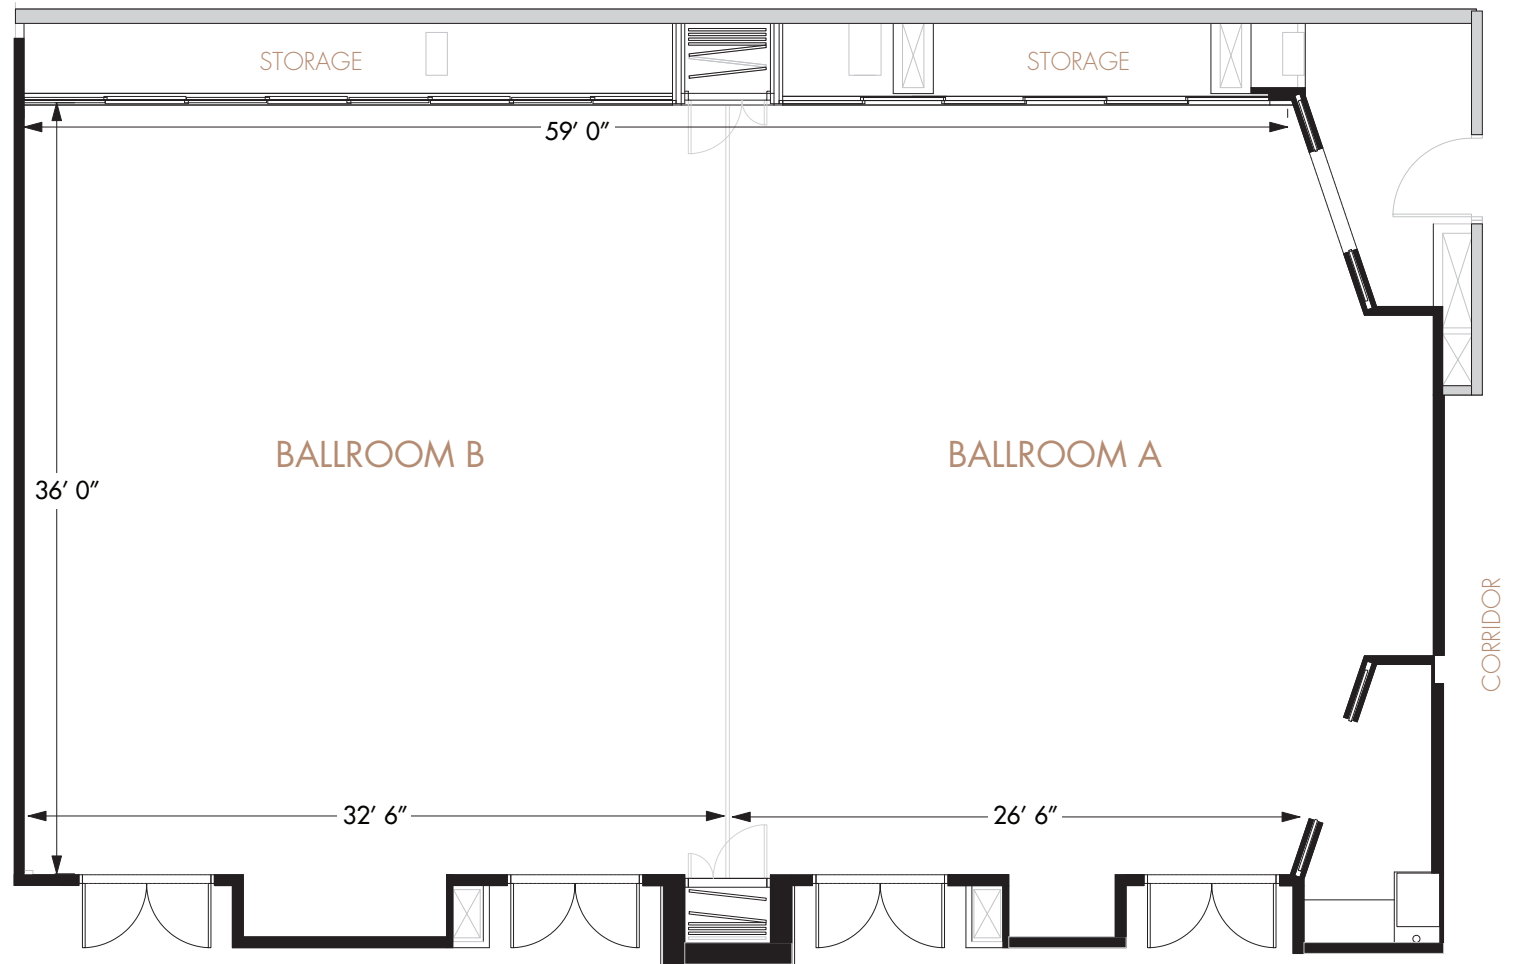 STORAGE
STORAGE
59′ 0″
BALLROOM B
BALLROOM A
36′ 0″
CORRIDOR
32′ 6″
26′ 6″